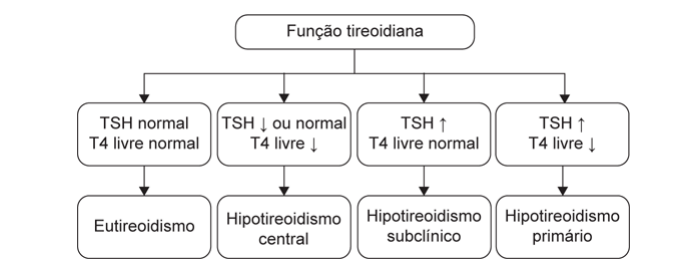 Função tireoidiana
TSH normal
T4 livre normal
TSH ↓ ou normal
T4 livre ↓
TSH ↑
T4 livre normal
TSH ↑
T4 livre ↓
Eutireoidismo
Hipotireoidismo
central
Hipotireoidismo
subclínico
Hipotireoidismo
primário